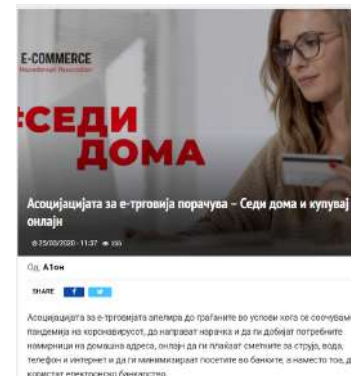 E-COMMERCE
Macedonian Association
#СЕДИ
ДОМА
Асоцијацијата за е-трговија порачува – Седи дома и купувај
онлајн
25/03/2020 - 11:37
Од А1он
SHARE
Асоцијацијата за е-трговијата апелира до граѓаните во услови кога се соочуваме
пандемија на коронавирусот, да направат нарачка и да ги добијат потребните
намирници на домашна адреса, онлајн да ги плаќаат сметките за струја, вода,
телефон и интернет и да ги минимизираат посетите во банките, а наместо тоа, д
користат електронско банкарство.